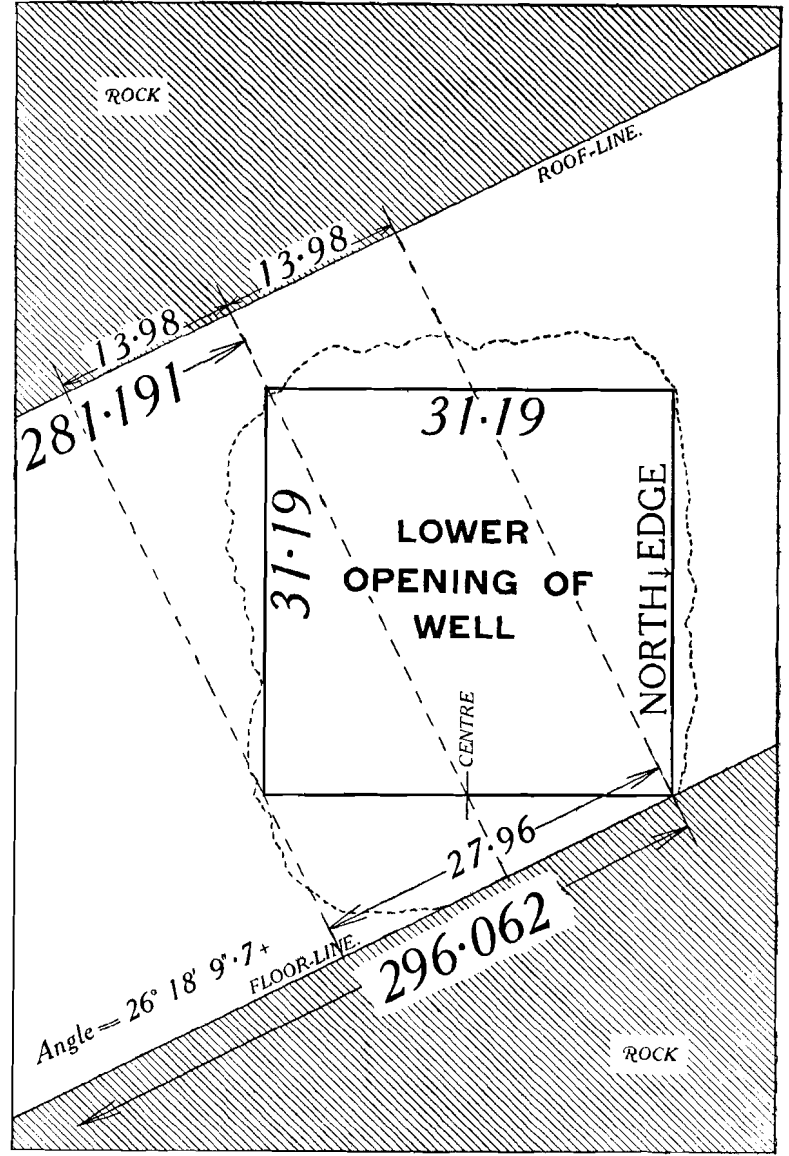 ROCK
ROOF-LINE.
13·98
13·98
281·191
31·19
31·19
LOWER
OPENING OF
WELL
NORTH EDGE
CENTRE
27·96
296·062
FLOOR-LINE.
Angle = 26° 18' 9"·7+
ROCK